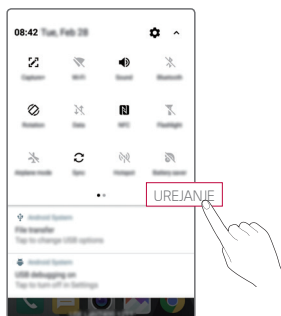 08:42 Tue, Feb 28
Capture+ Wi-Fi Sound Bluetooth
Rotation Data NFC Flashlight
Airplane mode Sync Hotspot Battery saver
UREJANJE
Android System
File transfer
Tap to change USB options
Android System
USB debugging on
Tap to turn off in Settings